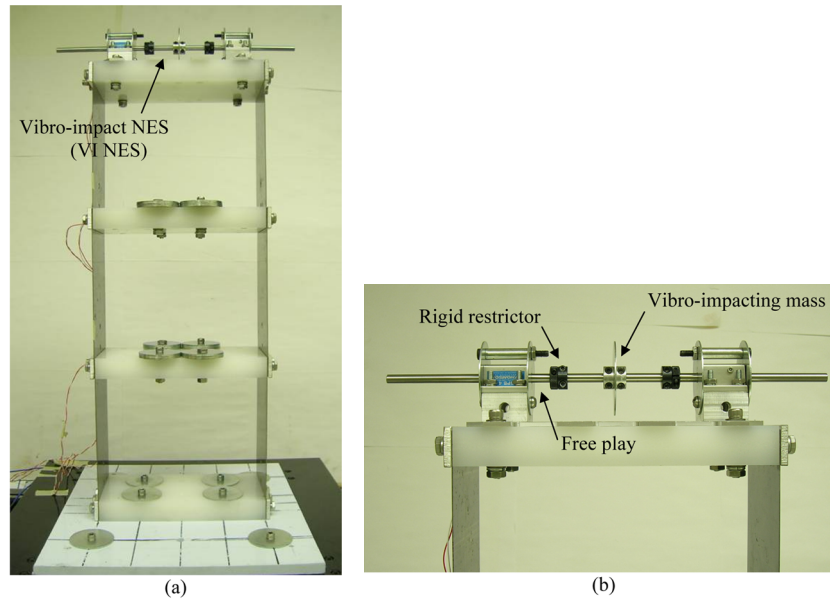 Vibro-impact NES
(VI NES)
(a)
Rigid restrictor
Vibro-impacting mass
Free play
(b)